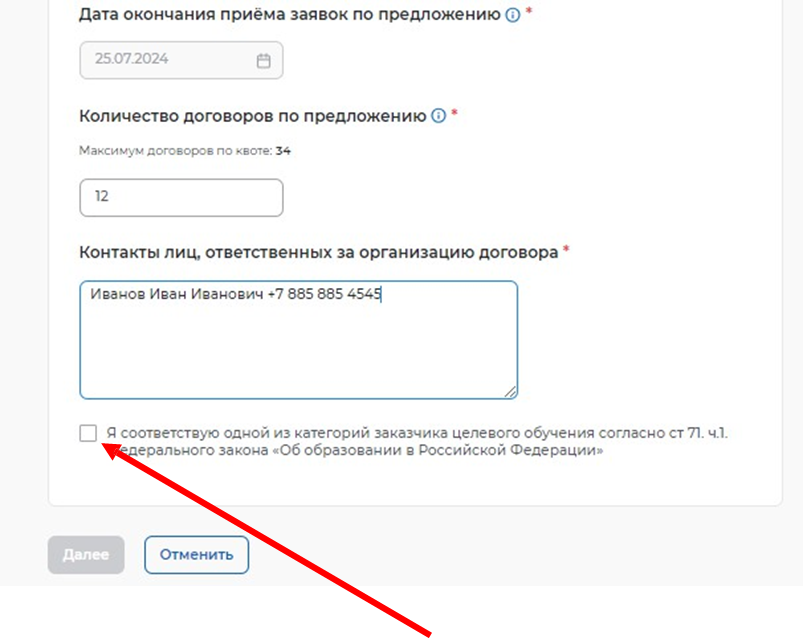 Дата окончания приёма заявок по предложению *
25.07.2024
Количество договоров по предложению *
Максимум договоров по квоте: 34
12
Контакты лиц, ответственных за организацию договора *
Иванов Иван Иванович +7 885 885 4545
Я соответствую одной из категорий заказчика целевого обучения согласно ст 71. ч.1.
едерального закона «Об образовании в Российской Федерации»
Далее
Отменить